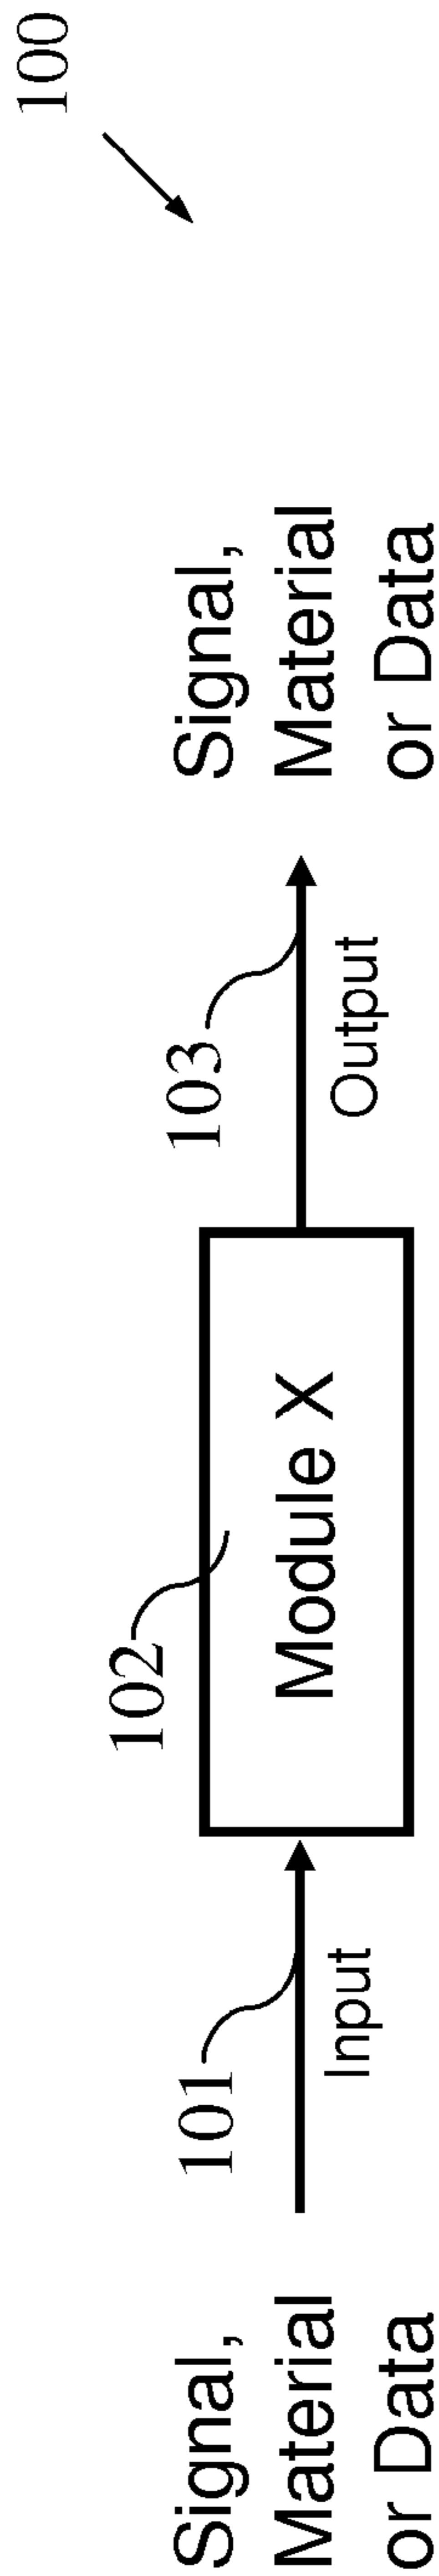 100
Signal,
Material
or Data
101
Input
102
Module X
103
Output
Signal,
Material
or Data